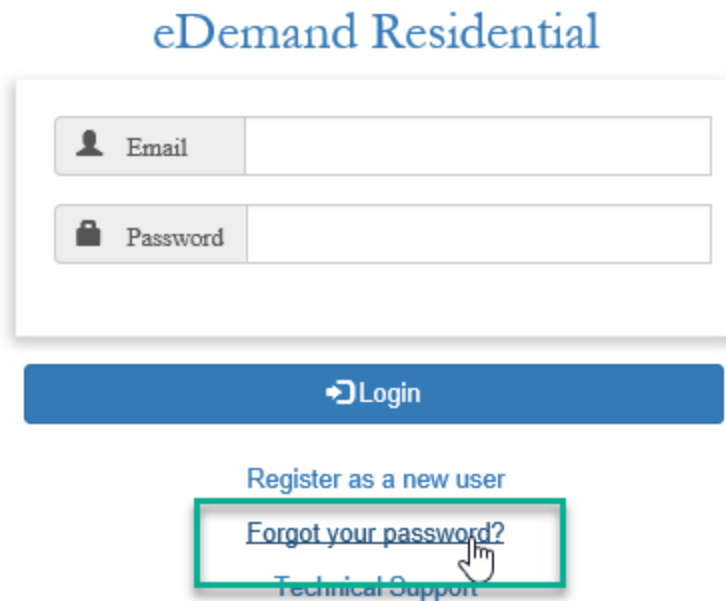 eDemand Residential
Email
Password
Login
Register as a new user
Forgot your password?
Technical Support